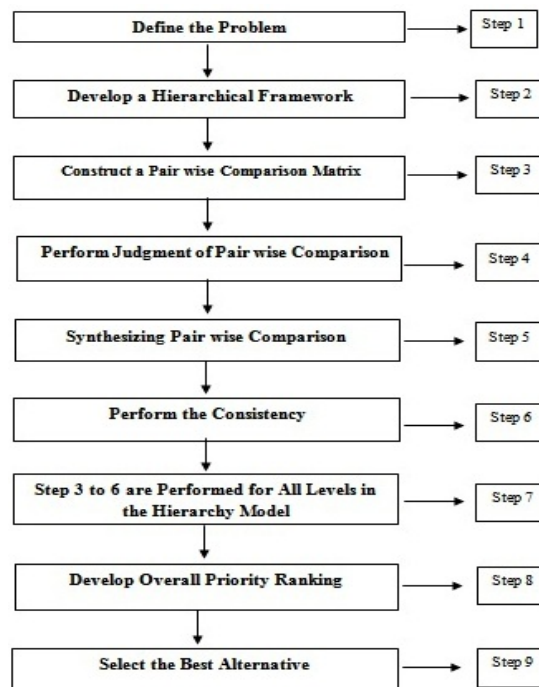 Define the Problem
Step 1
Develop a Hierarchical Framework
Step 2
Construct a Pair wise Comparison Matrix
Step 3
Perform Judgment of Pair wise Comparison
Step 4
Synthesizing Pair wise Comparison
Step 5
Perform the Consistency
Step 6
Step 3 to 6 are Performed for All Levels in
the Hierarchy Model
Step 7
Develop Overall Priority Ranking
Step 8
Select the Best Alternative
Step 9